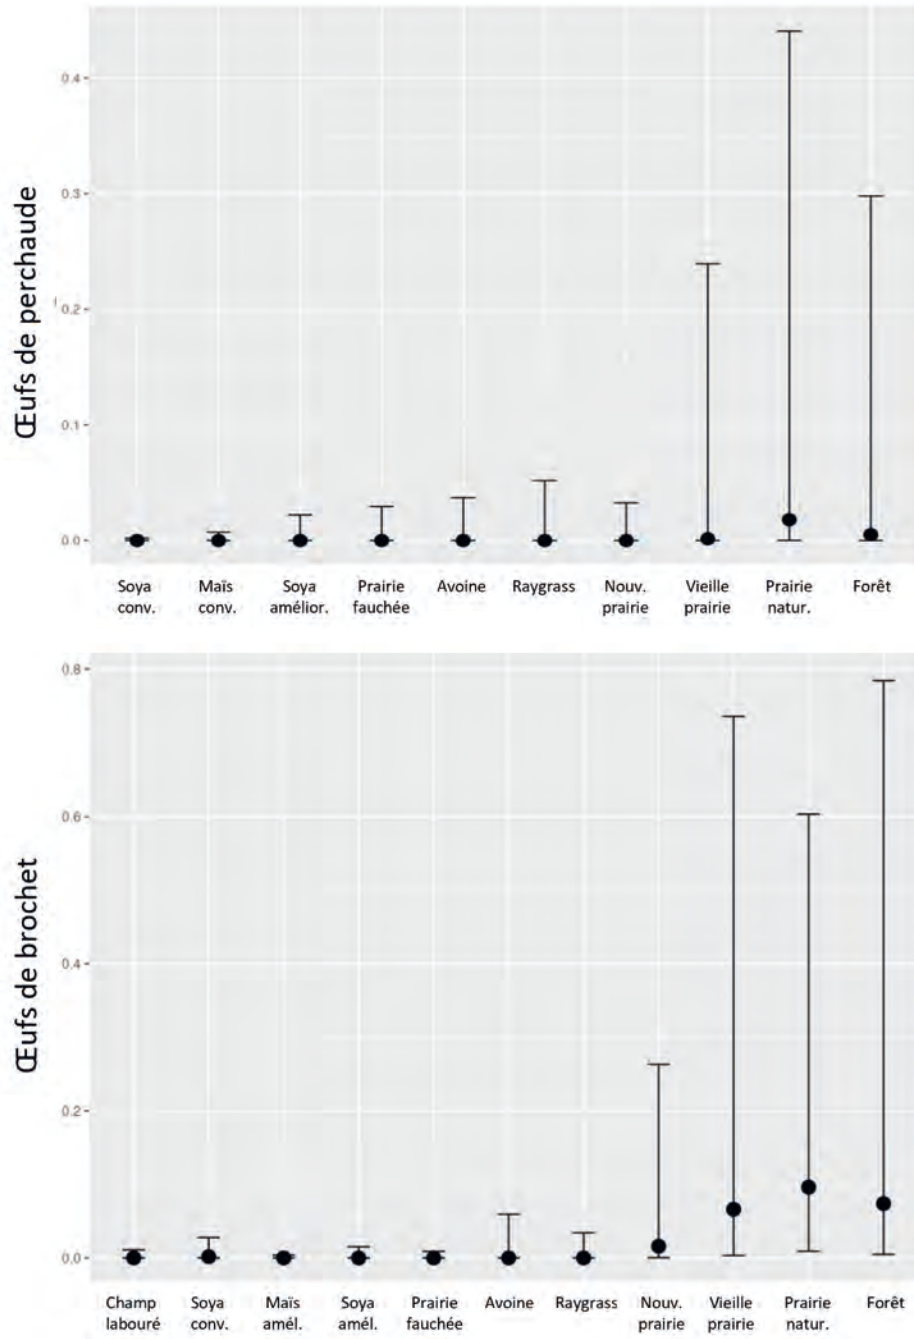 Œufs de perchaude
0.4
0.3
0.2
0.1
0.0
Soya conv.
Maïs conv.
Soya amélior.
Prairie fauchée
Avoine
Raygrass
Nouv. prairie
Vieille prairie
Prairie natur.
Forêt
Œufs de brochet
0.8
0.6
0.4
0.2
0.0
Champ labouré
Soya conv.
Maïs amél.
Soya amél.
Prairie fauchée
Avoine
Raygrass
Nouv. prairie
Vieille prairie
Prairie natur.
Forêt